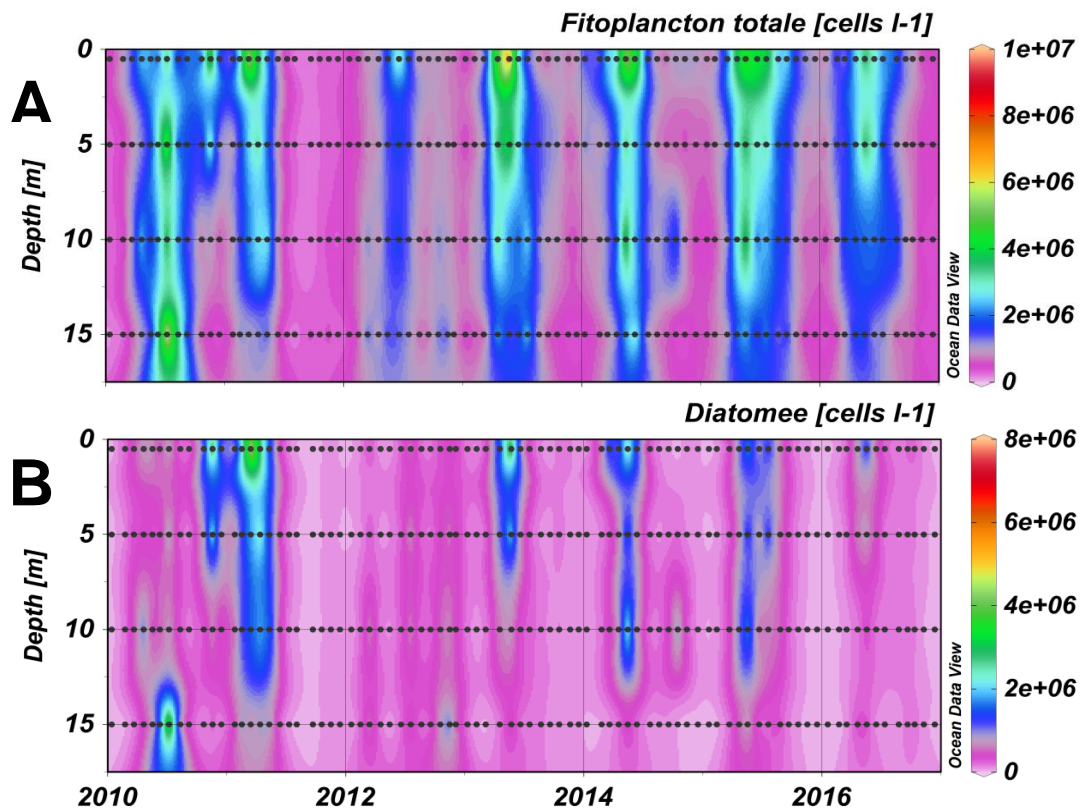 Fitoplancton totale [cells l-1]
A
Depth [m]
0
5
10
15
1e+07
8e+06
6e+06
4e+06
2e+06
0
Ocean Data View
Diatomee [cells l-1]
B
Depth [m]
0
5
10
15
8e+06
6e+06
4e+06
2e+06
0
Ocean Data View
2010
2012
2014
2016